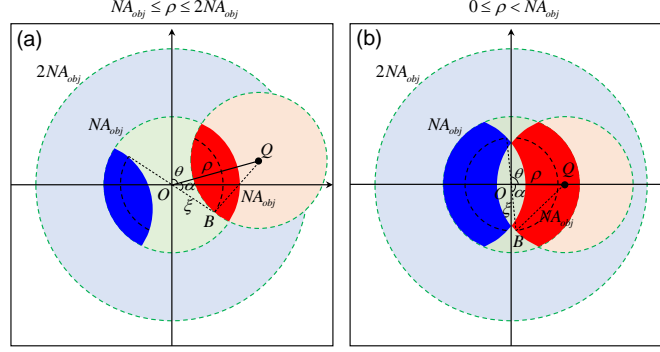 NA_obj ≤ ρ ≤ 2NA_obj
0 ≤ ρ < NA_obj
(a)
2NA_obj
NA_obj
Q
θ
ρ
O
α
NA_obj
ξ
B
(b)
2NA_obj
NA_obj
θ
ρ
Q
O
α
ξ
NA_obj
B